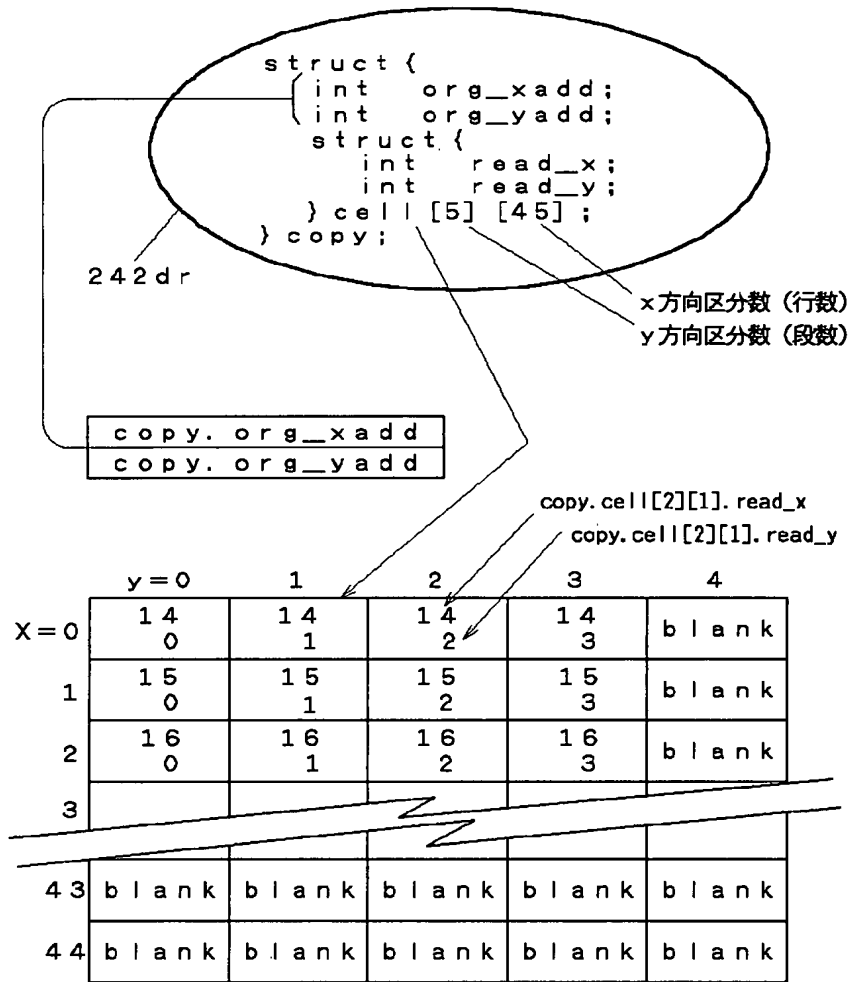 struct {
int org_xadd;
int org_yadd;
struct {
int read_x;
int read_y;
} cell [5] [45] ;
} copy;
242dr
x方向区分数 (行数)
y方向区分数 (段数)
copy. org_xadd
copy. org_yadd
copy.cell[2][1].read_x
copy.cell[2][1].read_y
y=0 1 2 3 4
X=0 14 14 14 14 blank
0 1 2 3
1 15 15 15 15 blank
0 1 2 3
2 16 16 16 16 blank
0 1 2 3
3
43 blank blank blank blank blank
44 blank blank blank blank blank